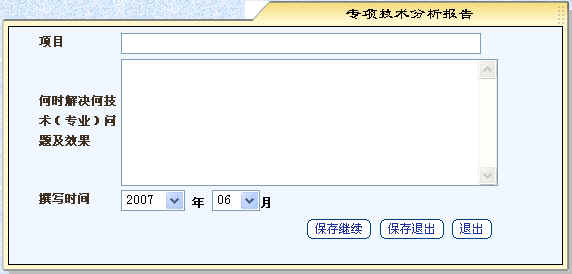 专项技术分析报告
项目
何时解决何技
术（专业）问
题及效果
撰写时间 2007 年 06 月
保存继续 保存退出 退出